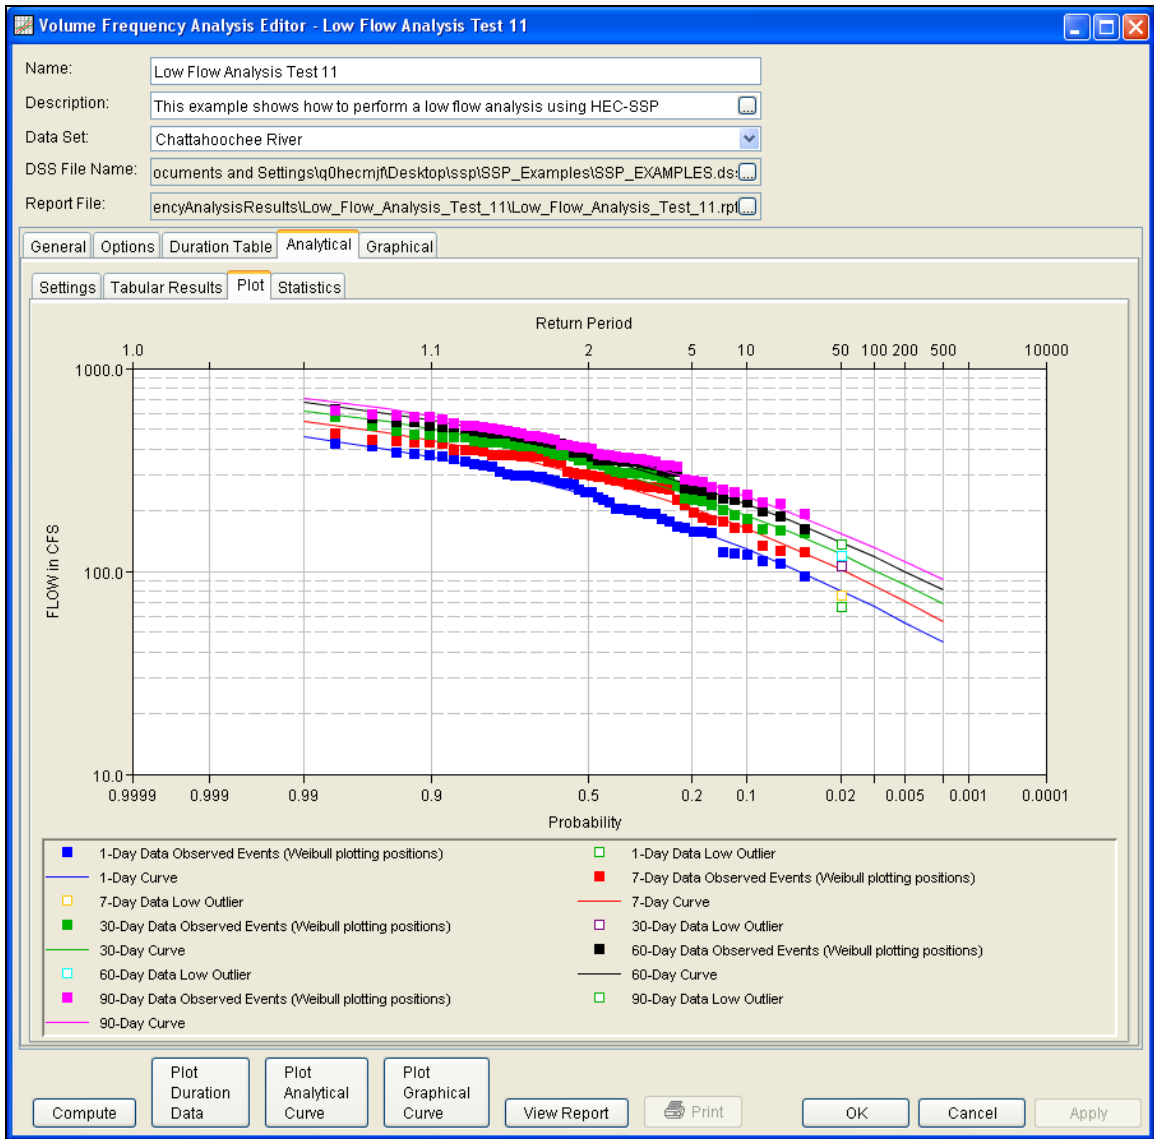 Volume Frequency Analysis Editor - Low Flow Analysis Test 11
Name: Low Flow Analysis Test 11
Description: This example shows how to perform a low flow analysis using HEC-SSP ...
Data Set: Chattahoochee River
DSS File Name: ocuments and Settings\q0hecmjf\Desktop\ssp\SSP_Examples\SSP_EXAMPLES.ds: ...
Report File: encyAnalysisResults\Low_Flow_Analysis_Test_11\Low_Flow_Analysis_Test_11.rpt ...
General Options Duration Table Analytical Graphical
Settings Tabular Results Plot Statistics
Return Period
1.0 1.1 2 5 10 50 100 200 500 10000
1000.0
100.0
10.0
FLOW in CFS
0.9999 0.999 0.99 0.9 0.5 0.2 0.1 0.02 0.005 0.001 0.0001
Probability
1-Day Data Observed Events (Weibull plotting positions) 1-Day Data Low Outlier
1-Day Curve 7-Day Data Observed Events (Weibull plotting positions)
7-Day Data Low Outlier 7-Day Curve
30-Day Data Observed Events (Weibull plotting positions) 30-Day Data Low Outlier
30-Day Curve 60-Day Data Observed Events (Weibull plotting positions)
60-Day Data Low Outlier 60-Day Curve
90-Day Data Observed Events (Weibull plotting positions) 90-Day Data Low Outlier
90-Day Curve
Compute
Plot
Duration
Data
Plot
Analytical
Curve
Plot
Graphical
Curve
View Report
Print
OK
Cancel
Apply